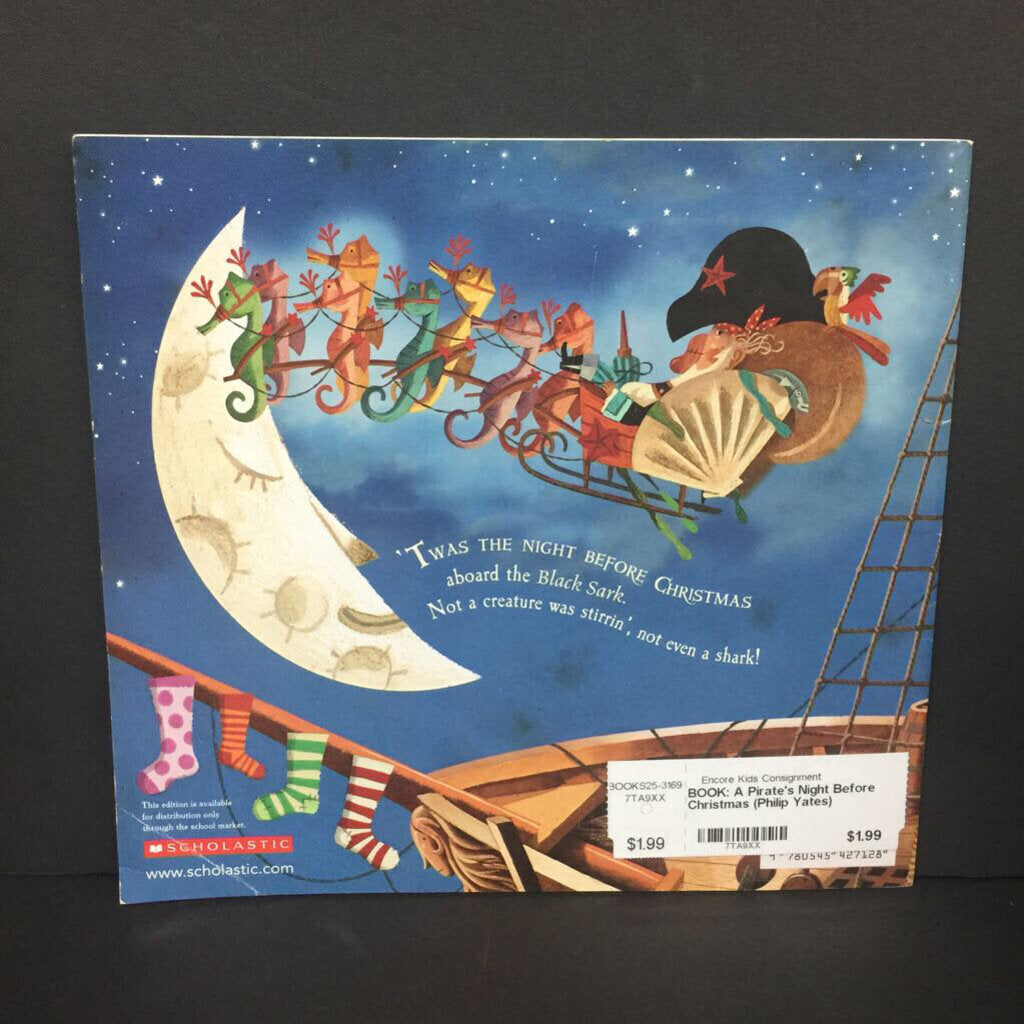 'Twas the night before Christmas
aboard the Black Sark.
Not a creature was stirrin', not even a shark!
This edition is available
for distribution only
through the school market.
SCHOLASTIC
www.scholastic.com
BOOKS25-3169
7TA9XX
$1.99
Encore Kids Consignment
BOOK: A Pirate's Night Before
Christmas (Philip Yates)
7TA9XX
$1.99
9 "780545" 427128"